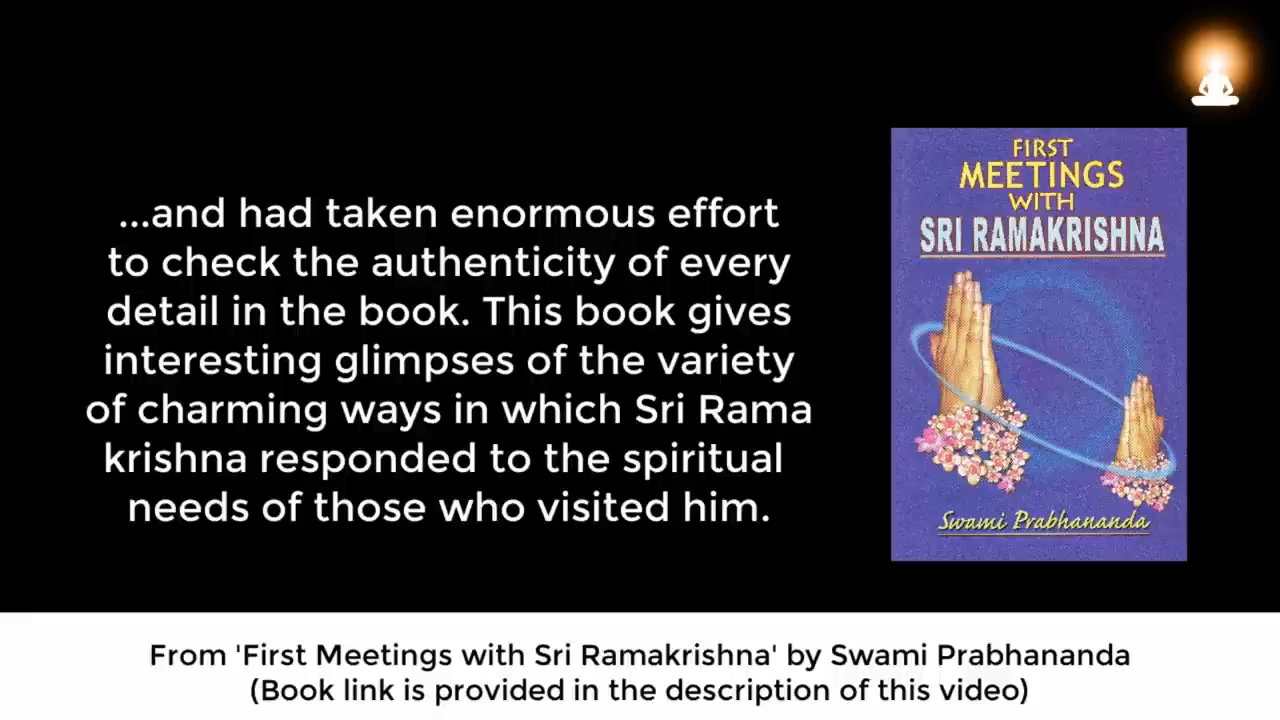 ...and had taken enormous effort
to check the authenticity of every
detail in the book. This book gives
interesting glimpses of the variety
of charming ways in which Sri Rama
krishna responded to the spiritual
needs of those who visited him.
FIRST
MEETINGS
WITH
SRI RAMAKRISHNA
Swami Prabhananda
From 'First Meetings with Sri Ramakrishna' by Swami Prabhananda
(Book link is provided in the description of this video)